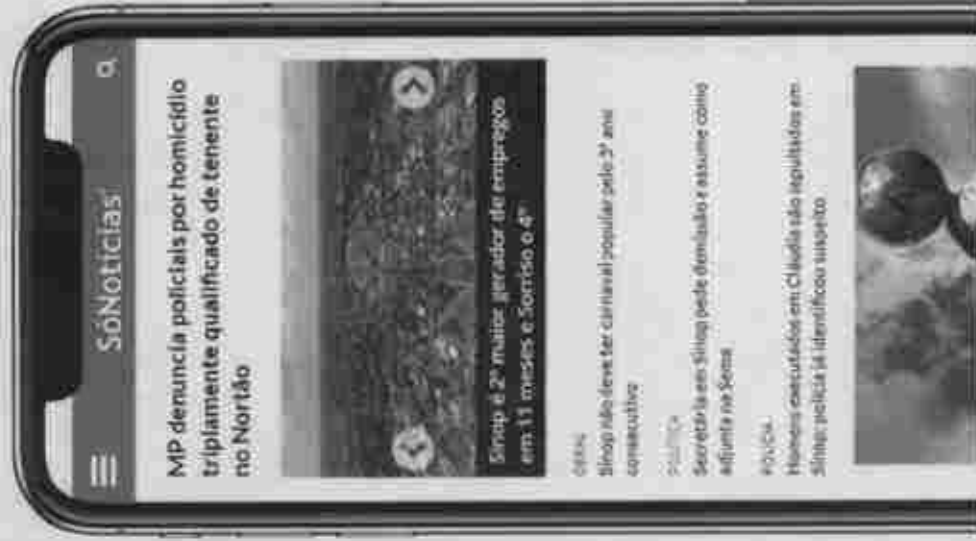 SóNotícias
MP denuncia policiais por homicídio
triplamente qualificado de tenente
no Nortão
Sinop é 2º maior gerador de empregos
em 11 meses e Sorriso o 4º
GERAL
Sinop não deve ter carnaval popular pelo 3º ano
consecutivo
POLÍTICA
Secretária em Sinop pede demissão e assume como
adjunta na Sema
POLÍCIA
Homens executados em Cláudia são sepultados em
Sinop; polícia já identificou suspeito